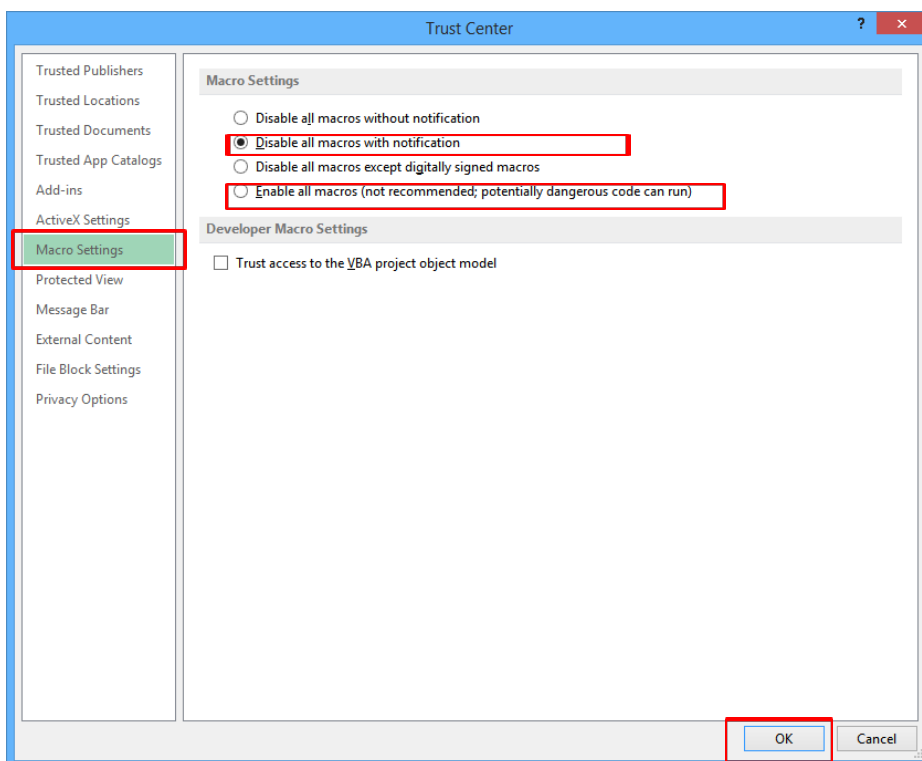 Trust Center
?
Trusted Publishers
Trusted Locations
Trusted Documents
Trusted App Catalogs
Add-ins
ActiveX Settings
Macro Settings
Protected View
Message Bar
External Content
File Block Settings
Privacy Options
Macro Settings
Disable all macros without notification
Disable all macros with notification
Disable all macros except digitally signed macros
Enable all macros (not recommended; potentially dangerous code can run)
Developer Macro Settings
Trust access to the VBA project object model
OK
Cancel